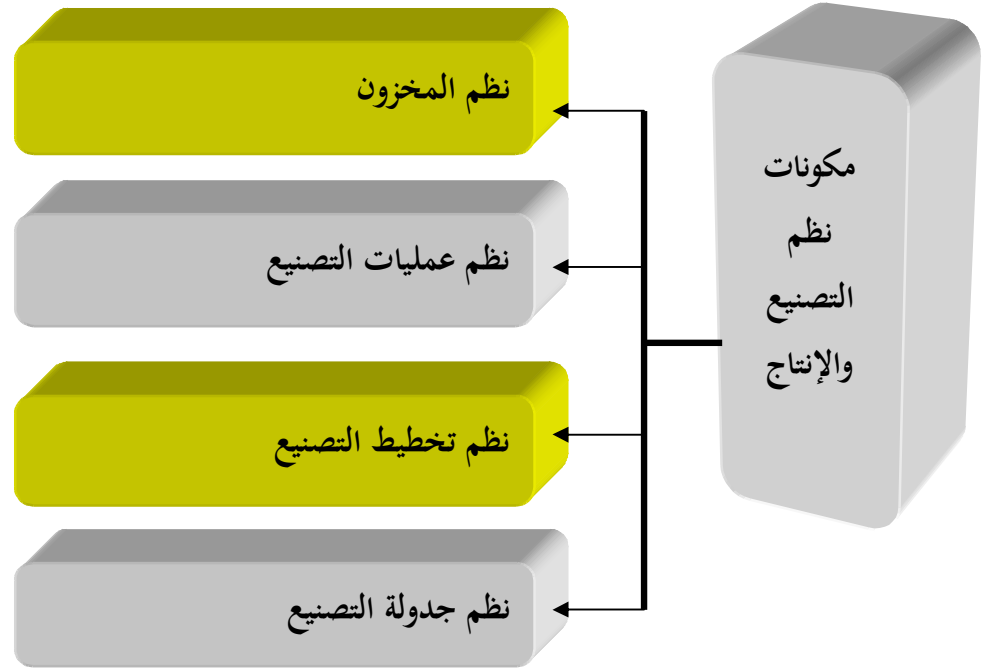 مكونات
نظم
التصنيع
والإنتاج
نظم المخزون
نظم عمليات التصنيع
نظم تخطيط التصنيع
نظم جدولة التصنيع